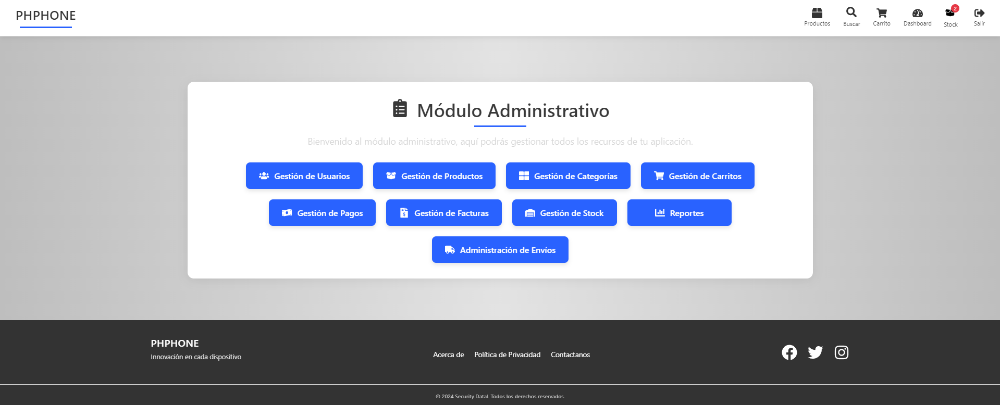 PHPHONE
Productos
Buscar
Carrito
Dashboard
2
Stock
Salir
Módulo Administrativo
Bienvenido al módulo administrativo, aquí podrás gestionar todos los recursos de tu aplicación.
Gestión de Usuarios
Gestión de Productos
Gestión de Categorías
Gestión de Carritos
Gestión de Pagos
Gestión de Facturas
Gestión de Stock
Reportes
Administración de Envíos
PHPHONE
Innovación en cada dispositivo
Acerca de
Política de Privacidad
Contactanos
© 2024 Security Datal. Todos los derechos reservados.